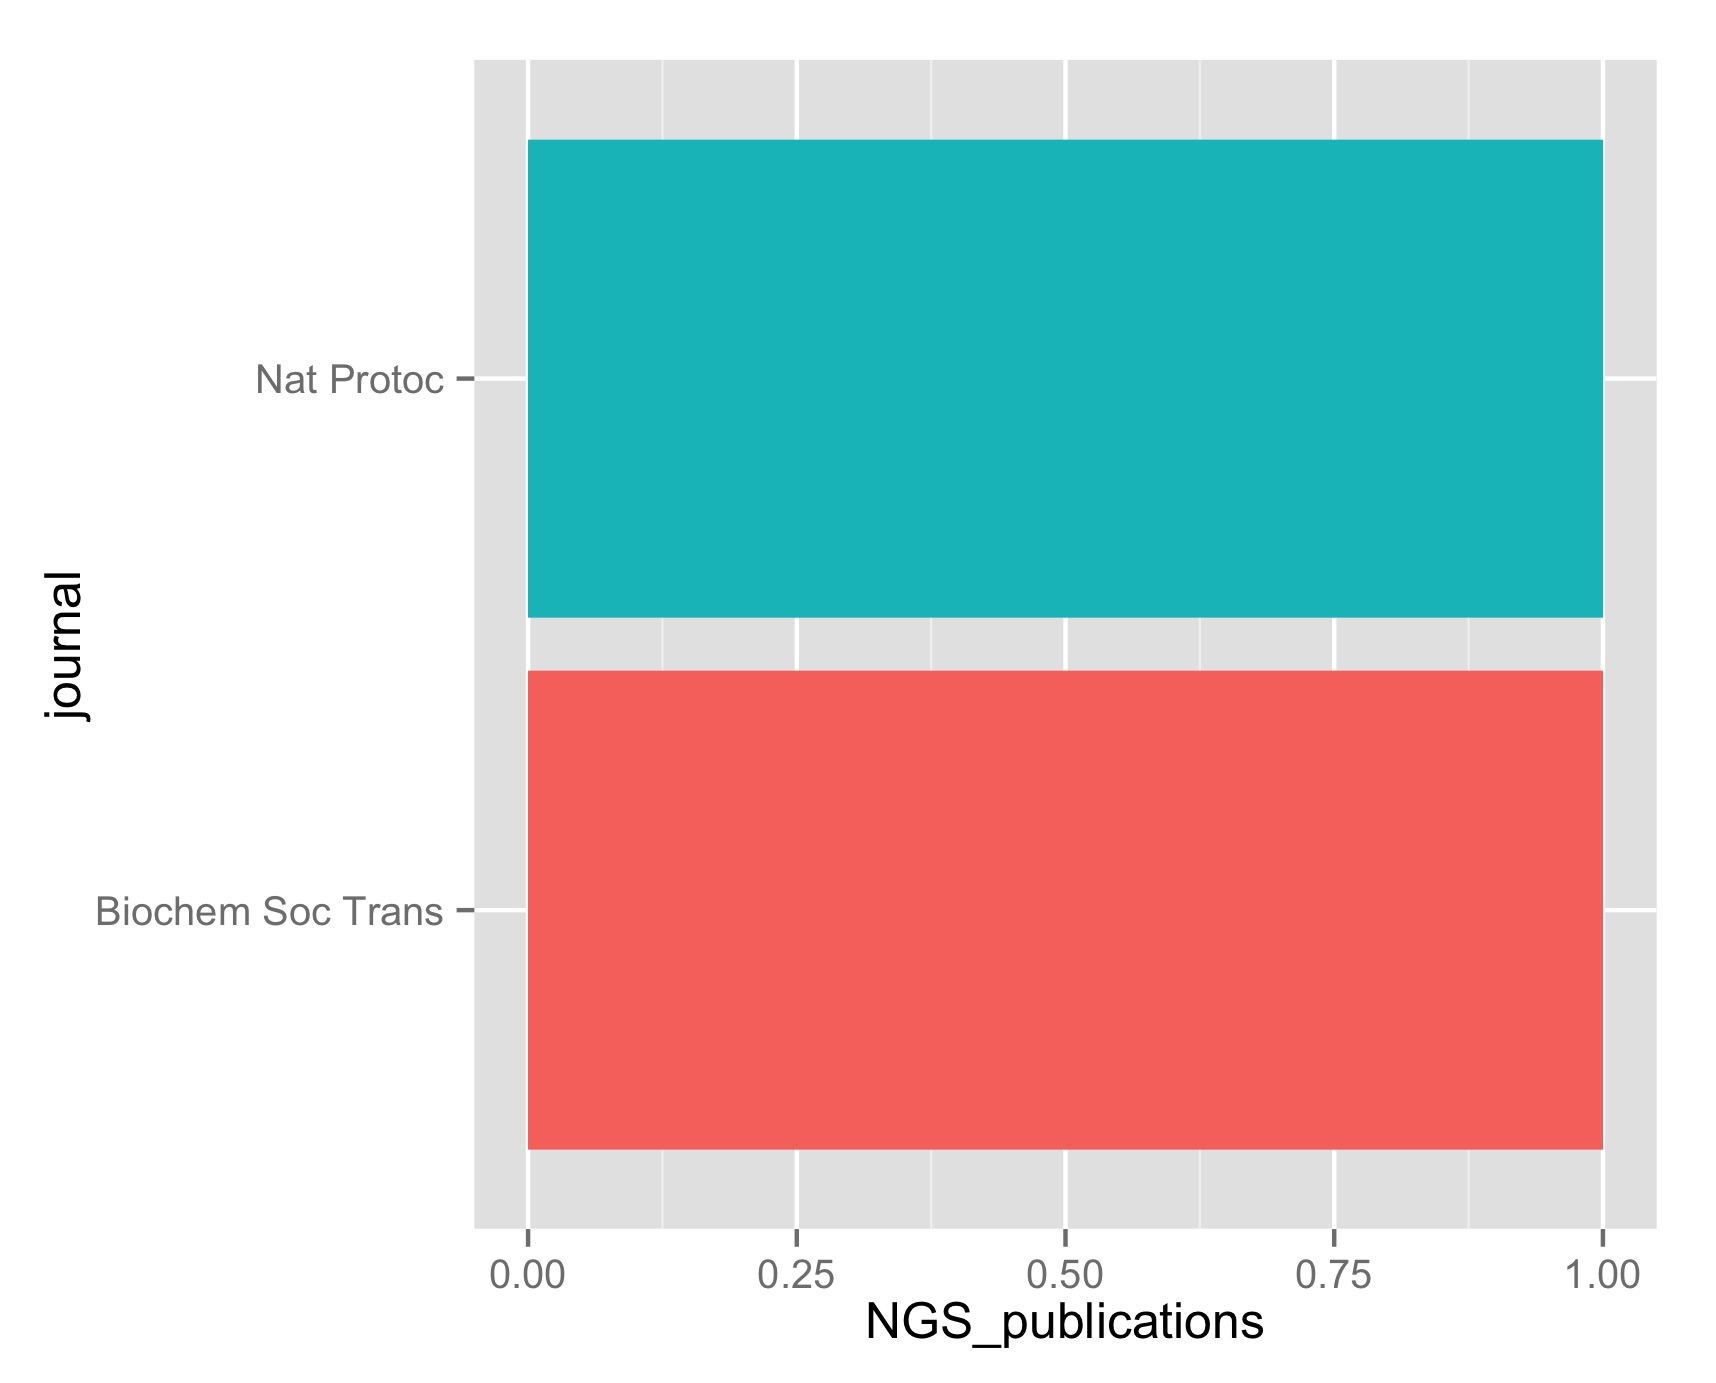 journal
Nat Protoc
Biochem Soc Trans
0.00 0.25 0.50 0.75 1.00
NGS_publications